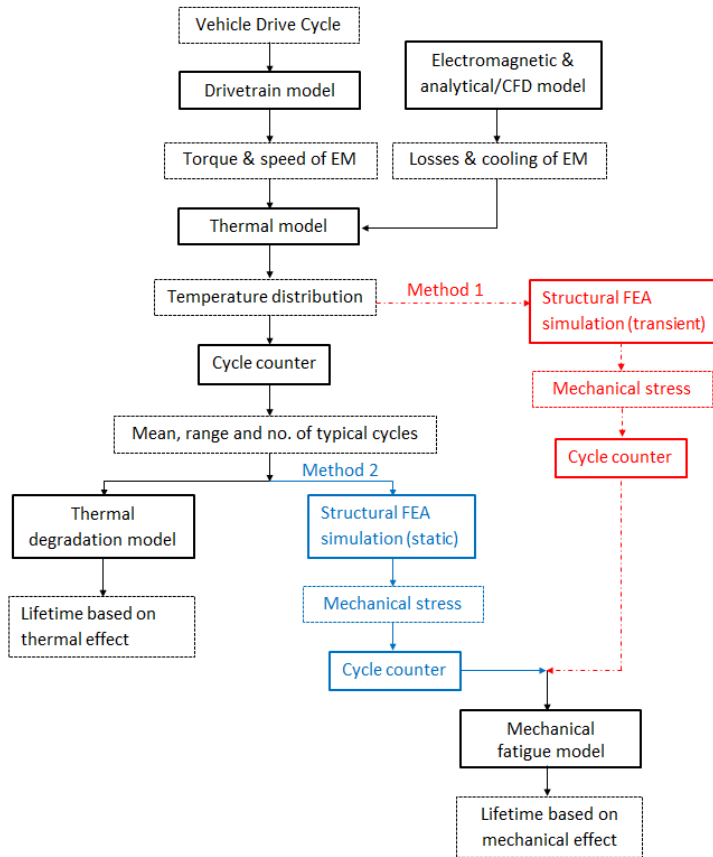 Vehicle Drive Cycle
Electromagnetic &
analytical/CFD model
Drivetrain model
Torque & speed of EM
Losses & cooling of EM
Thermal model
Temperature distribution
Method 1
Structural FEA
simulation (transient)
Cycle counter
Mechanical stress
Mean, range and no. of typical cycles
Cycle counter
Method 2
Thermal
degradation model
Structural FEA
simulation (static)
Lifetime based on
thermal effect
Mechanical stress
Cycle counter
Mechanical
fatigue model
Lifetime based on
mechanical effect